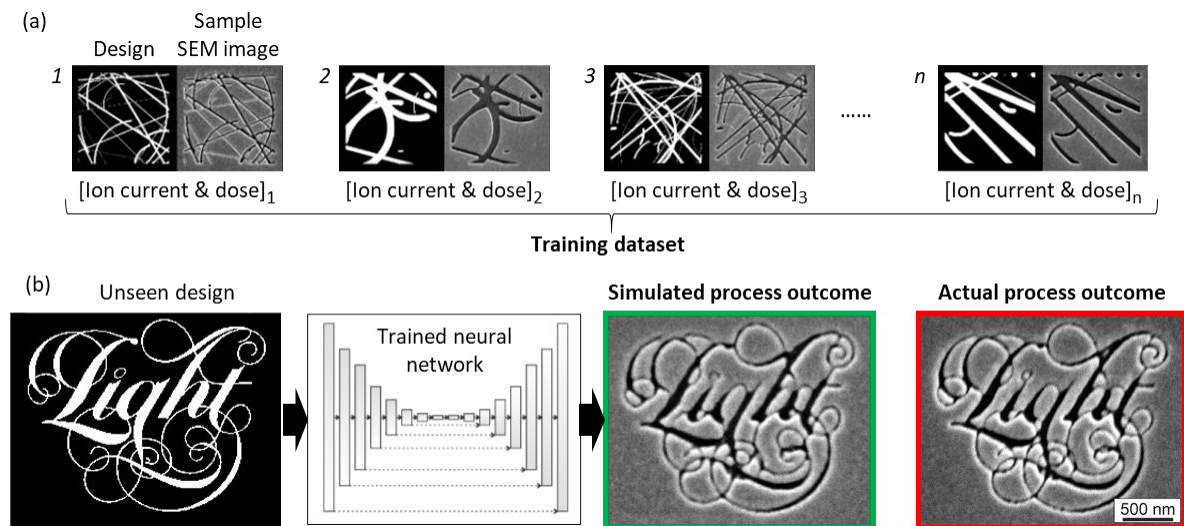 (a)
Sample
Design SEM image
1 2 3 n
......
[Ion current & dose]1 [Ion current & dose]2 [Ion current & dose]3 [Ion current & dose]n
Training dataset
(b)
Unseen design Simulated process outcome Actual process outcome
Trained neural
network
Light
500 nm